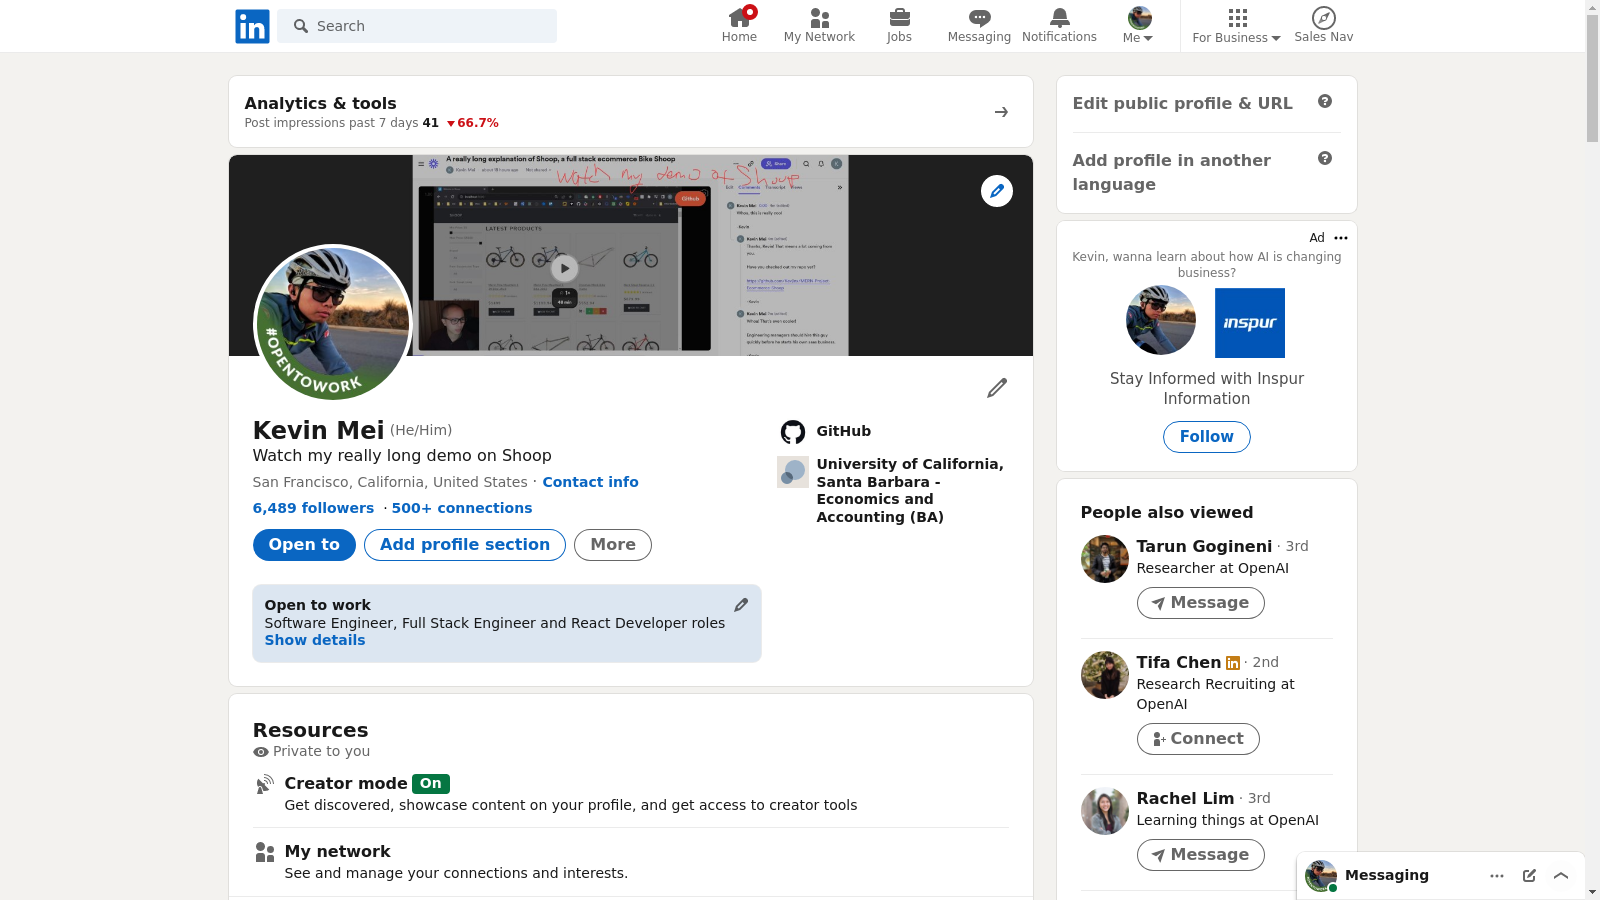 in
Search
Home
My Network
Jobs
Messaging
Notifications
Me
For Business
Sales Nav
Analytics & tools
Post impressions past 7 days 41 66.7%
A really long explanation of Shoop, a full stack ecommerce Bike Shoop
Watch my demo of Shoop
GitHub
LATEST PRODUCTS
#OPENTOWORK
Kevin Mei (He/Him)
Watch my really long demo on Shoop
San Francisco, California, United States · Contact info
6,489 followers · 500+ connections
Open to
Add profile section
More
GitHub
University of California,
Santa Barbara -
Economics and
Accounting (BA)
Open to work
Software Engineer, Full Stack Engineer and React Developer roles
Show details
Resources
Private to you
Creator mode On
Get discovered, showcase content on your profile, and get access to creator tools
My network
See and manage your connections and interests.
Edit public profile & URL
Add profile in another
language
Ad
Kevin, wanna learn about how AI is changing
business?
inspur
Stay Informed with Inspur
Information
Follow
People also viewed
Tarun Gogineni · 3rd
Researcher at OpenAI
Message
Tifa Chen in · 2nd
Research Recruiting at
OpenAI
Connect
Rachel Lim · 3rd
Learning things at OpenAI
Message
Messaging